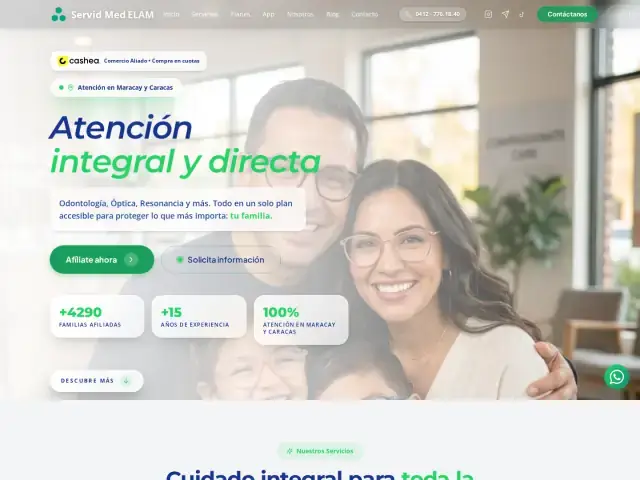 Servid Med ELAM
Inicio Servicios Planes App Nosotros Blog Contacto
0412-776.18.40
Contáctanos
cashea. Comercio Aliado • Compra en cuotas
Atención en Maracay y Caracas
Atención
integral y directa
Odontología, Óptica, Resonancia y más. Todo en un solo plan
accesible para proteger lo que más importa: tu familia.
Afíliate ahora
Solicita información
+4290
FAMILIAS AFILIADAS
+15
AÑOS DE EXPERIENCIA
100%
ATENCIÓN EN MARACAY
Y CARACAS
DESCUBRE MÁS
Nuestros Servicios
Cuidado integral para toda la